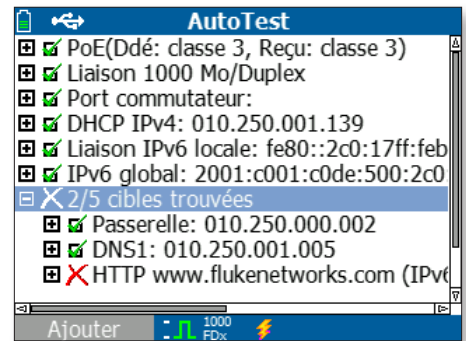 AutoTest
PoE(Ddé: classe 3, Reçu: classe 3)
Liaison 1000 Mo/Duplex
Port commutateur:
DHCP IPv4: 010.250.001.139
Liaison IPv6 locale: fe80::2c0:17ff:feb
IPv6 global: 2001:c001:c0de:500:2c0
2/5 cibles trouvées
Passerelle: 010.250.000.002
DNS1: 010.250.001.005
HTTP www.flukenetworks.com (IPv6
Ajouter
1000
FDx